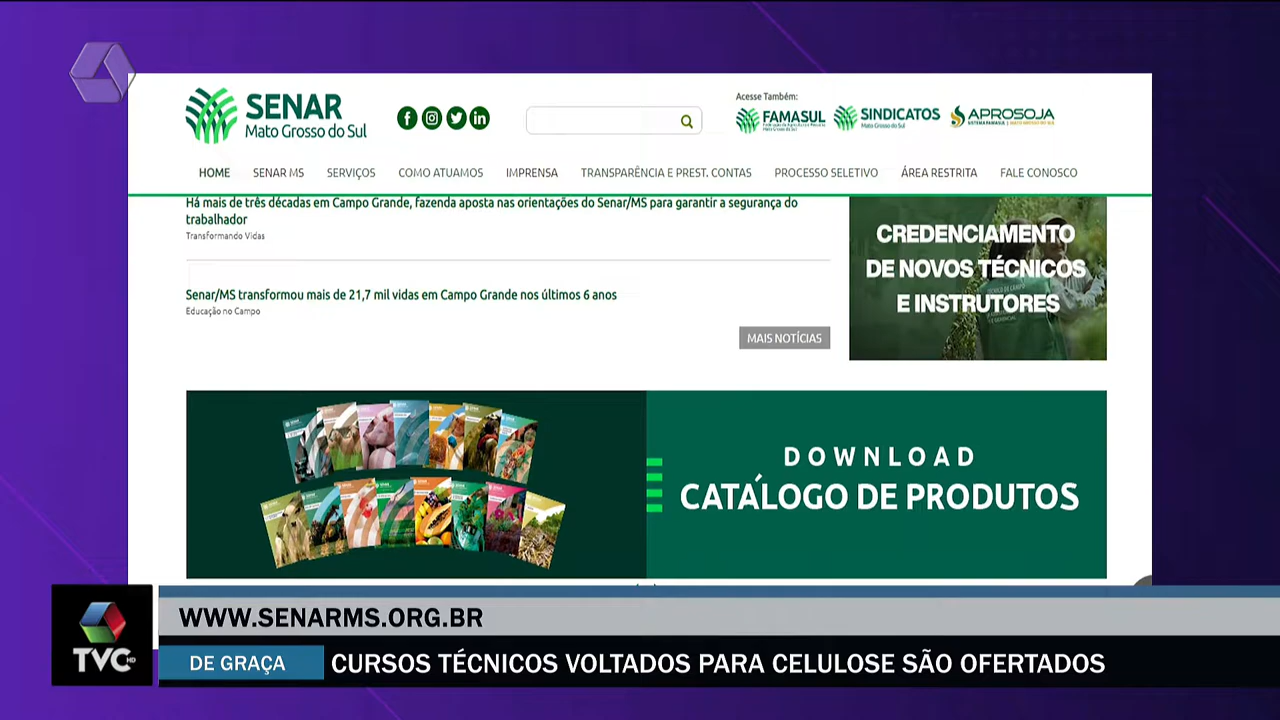 SENAR
Mato Grosso do Sul
Acesse Também:
FAMASUL
SINDICATOS
Mato Grosso do Sul
APROSOJA
HOME SENAR MS SERVIÇOS COMO ATUAMOS IMPRENSA TRANSPARÊNCIA E PREST. CONTAS PROCESSO SELETIVO ÁREA RESTRITA FALE CONOSCO
Há mais de três décadas em Campo Grande, fazenda aposta nas orientações do Senar/MS para garantir a segurança do
trabalhador
Transformando Vidas
Senar/MS transformou mais de 21,7 mil vidas em Campo Grande nos últimos 6 anos
Educação no Campo
MAIS NOTÍCIAS
CREDENCIAMENTO
DE NOVOS TÉCNICOS
E INSTRUTORES
DOWNLOAD
CATÁLOGO DE PRODUTOS
WWW.SENARMS.ORG.BR
TVC HD
DE GRAÇA CURSOS TÉCNICOS VOLTADOS PARA CELULOSE SÃO OFERTADOS